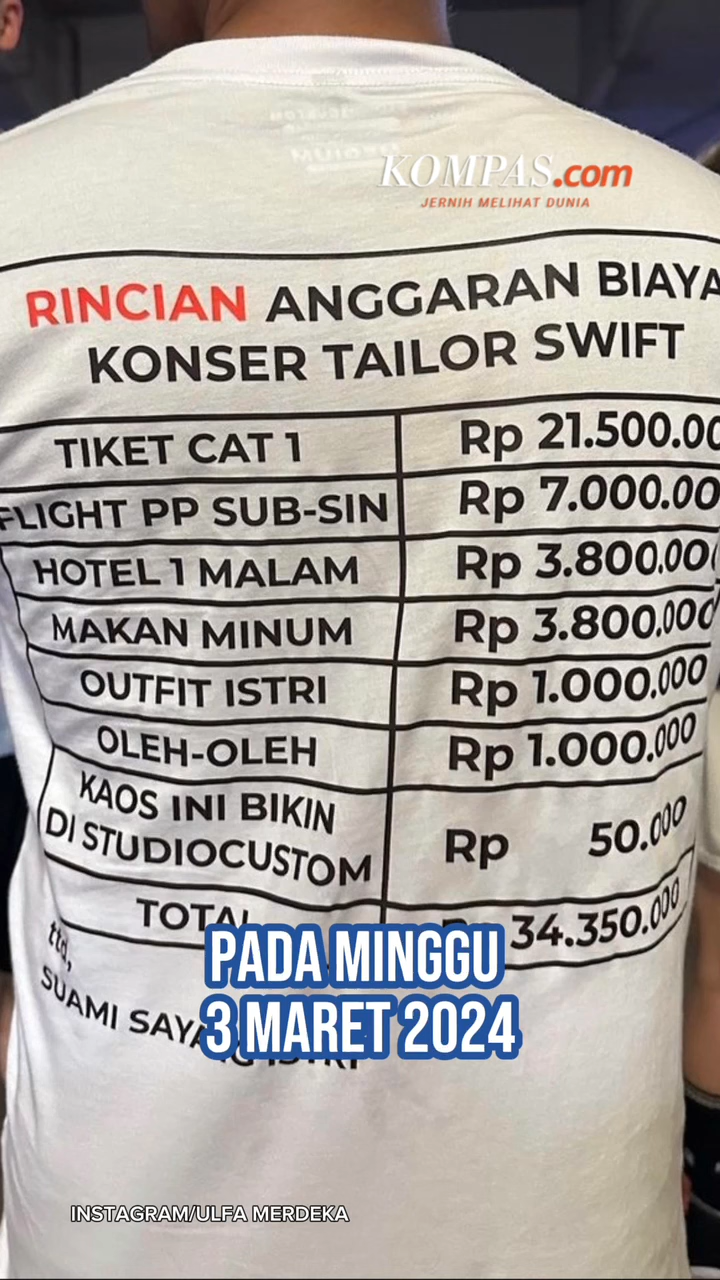 KOMPAS.com
JERNIH MELIHAT DUNIA
RINCIAN ANGGARAN BIAYA
KONSER TAILOR SWIFT
TIKET CAT 1 Rp 21.500.00
FLIGHT PP SUB-SIN Rp 7.000.00
HOTEL 1 MALAM Rp 3.800.00
MAKAN MINUM Rp 3.800.000
OUTFIT ISTRI Rp 1.000.000
OLEH-OLEH Rp 1.000.000
KAOS INI BIKIN
DI STUDIOCUSTOM Rp 50.000
TOTAL 34.350.000
ttd,
SUAMI SAYANG ISTRI
PADA MINGGU
3 MARET 2024
INSTAGRAM/ULFA MERDEKA